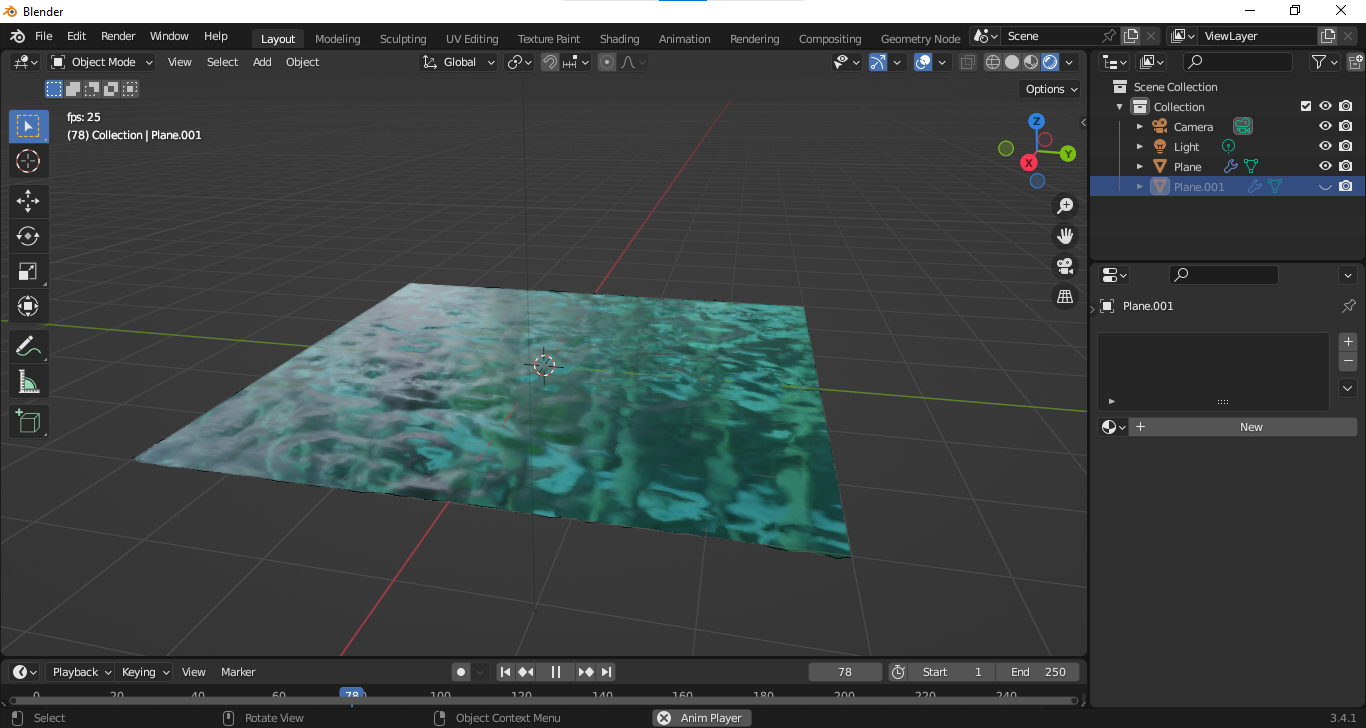 Blender
File Edit Render Window Help Layout Modeling Sculpting UV Editing Texture Paint Shading Animation Rendering Compositing Geometry Node Scene ViewLayer
Object Mode View Select Add Object Global
Options
fps: 25
(78) Collection | Plane.001
Z
Y
X
Scene Collection
Collection
Camera
Light
Plane
Plane.001
Plane.001
New
Playback Keying View Marker 78 Start 1 End 250
0 20 40 60 78 100 120 140 160 180 200 220 240
Select Rotate View Object Context Menu Anim Player 3.4.1